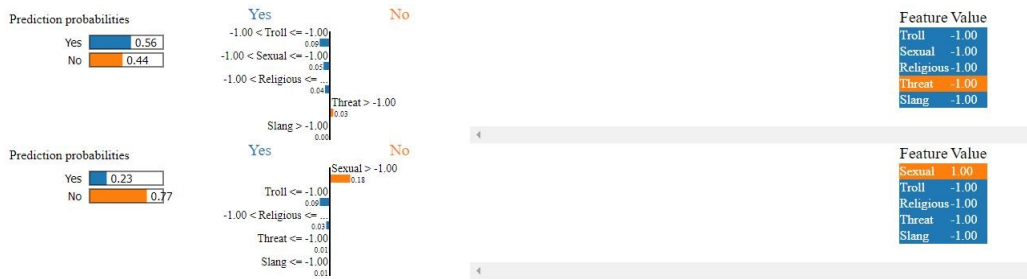 Yes No
Prediction probabilities
Yes 0.56
No 0.44
-1.00 < Troll <= -1.00
0.09
-1.00 < Sexual <= -1.00
0.05
-1.00 < Religious <= ...
0.04
Threat > -1.00
0.03
Slang > -1.00
0.00
Feature Value
Troll -1.00
Sexual -1.00
Religious -1.00
Threat -1.00
Slang -1.00
Yes No
Prediction probabilities
Yes 0.23
No 0.77
Sexual > -1.00
0.18
Troll <= -1.00
0.09
-1.00 < Religious <= ...
0.03
Threat <= -1.00
0.01
Slang <= -1.00
0.01
Feature Value
Sexual 1.00
Troll -1.00
Religious -1.00
Threat -1.00
Slang -1.00